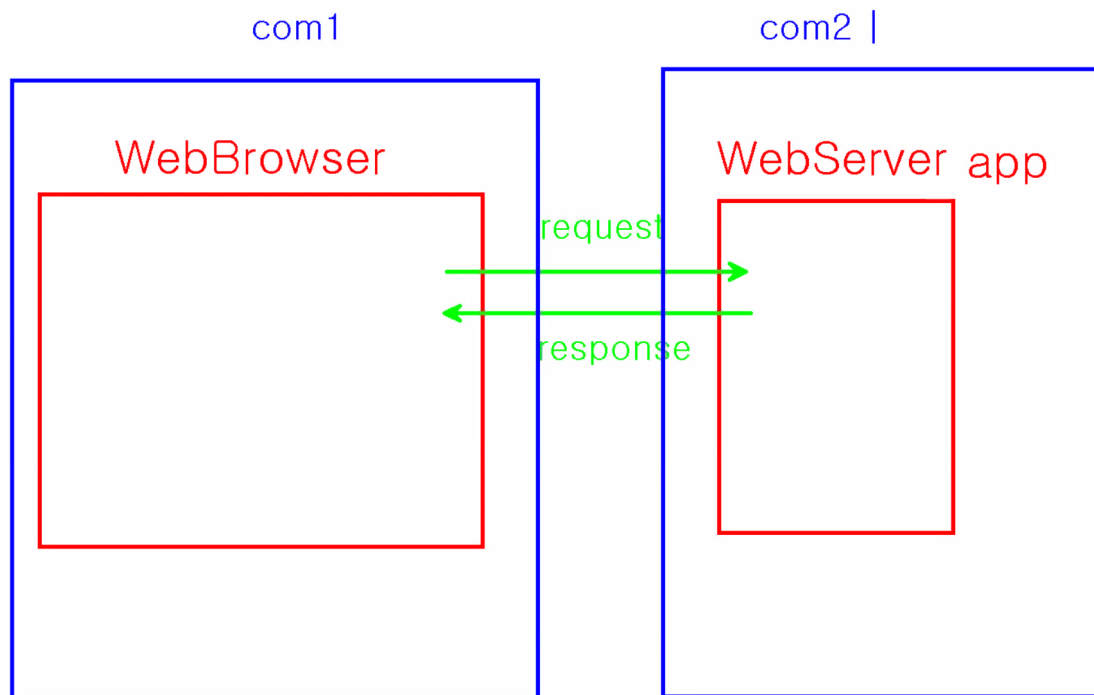 com1
com2 |
WebBrowser
WebServer app
request
response